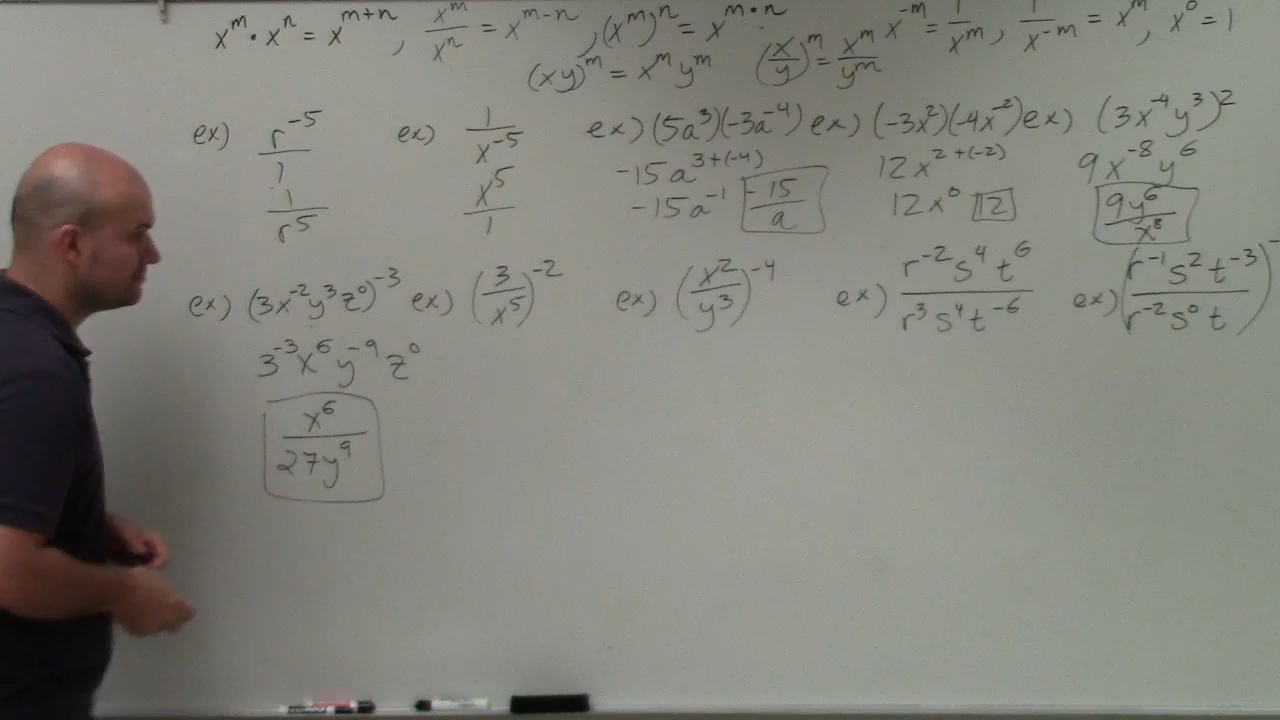 x^m · x^n = x^{m+n}, x^m/x^n = x^{m-n}, (x^m)^n = x^{m·n} x^{-m} = 1/x^m, 1/x^{-m} = x^m, x^0 = 1
(xy)^m = x^m y^m (x/y)^m = x^m/y^m
ex) r^{-5}/1 ex) 1/x^{-5} ex) (5a^3)(-3a^{-4}) ex) (-3x^2)(-4x^{-2}) ex) (3x^{-4}y^3)^2
-15a^{3+(-4)} 12x^{2+(-2)} 9x^{-8}y^6
1/r^5 x^5/1 -15a^{-1} -15/a 12x^0 12 9y^6/x^8
ex) (3x^{-2}y^3z^0)^{-3} ex) (3/x^5)^{-2} ex) (x^2/y^3)^{-4} ex) r^{-2}s^4t^6/r^3s^4t^{-6} ex) (r^{-1}s^2t^{-3}/r^{-2}s^0t)^-
3^{-3}x^6y^{-9}z^0
x^6/27y^9